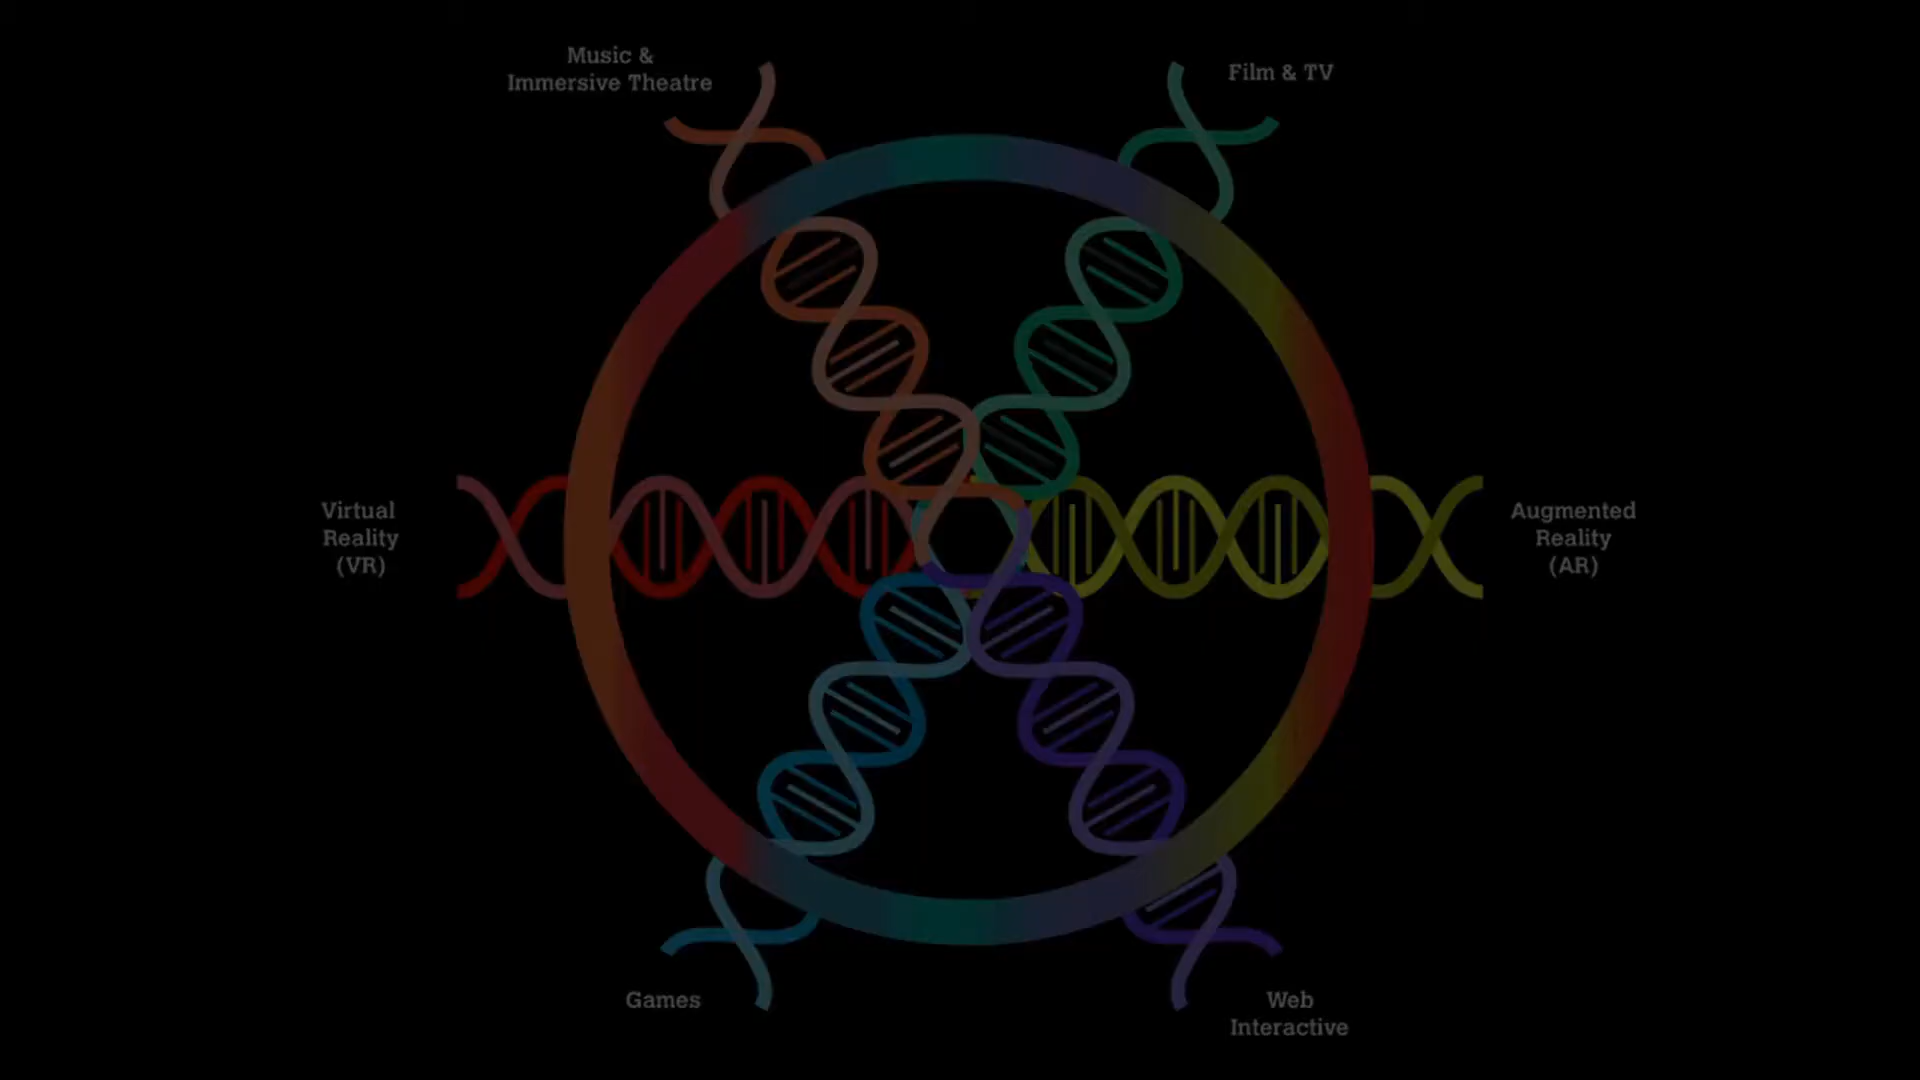 Music &
Immersive Theatre
Film & TV
Virtual
Reality
(VR)
Augmented
Reality
(AR)
Games
Web
Interactive